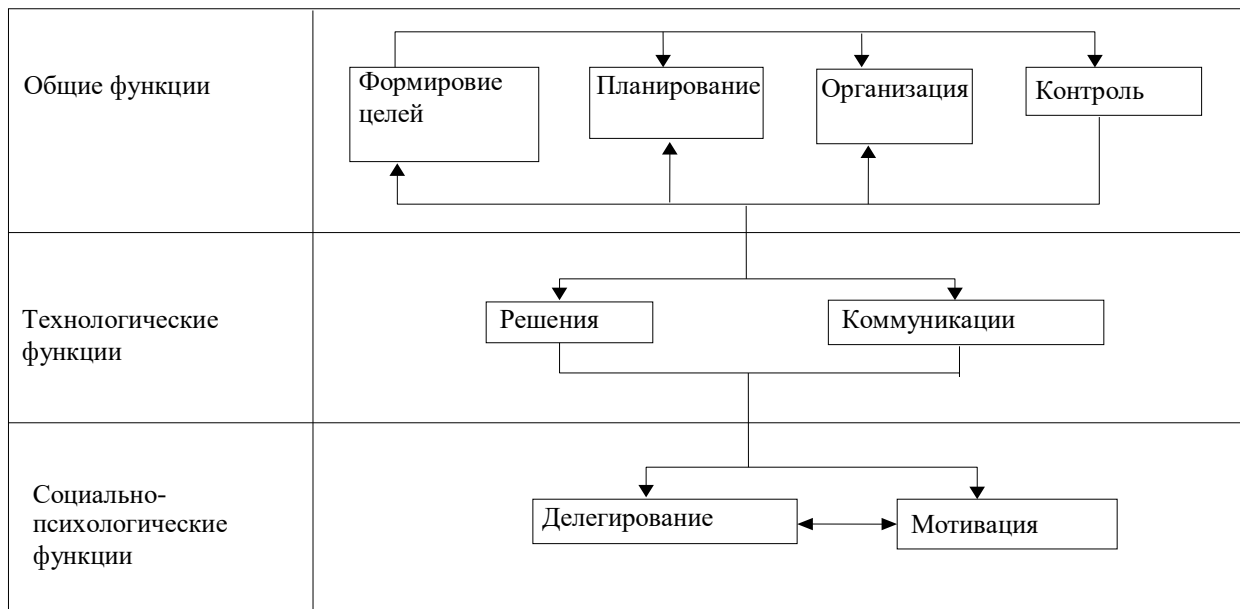 Общие функции
Формировие
целей
Планирование
Организация
Контроль
Технологические
функции
Решения
Коммуникации
Социально-
психологические
функции
Делегирование
Мотивация